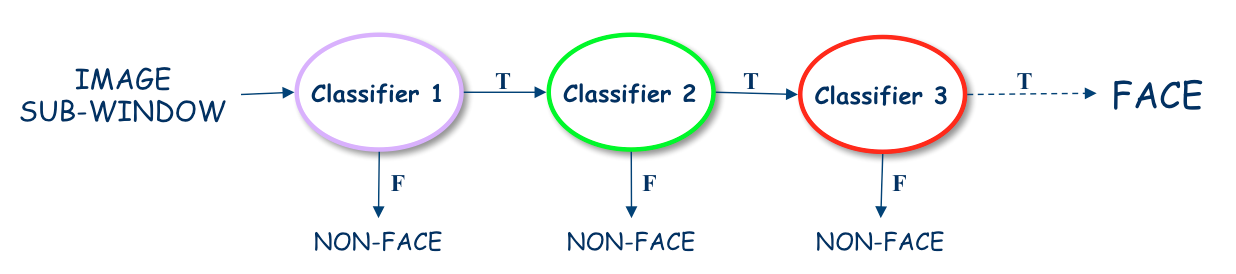 IMAGE
SUB-WINDOW
Classifier 1
T
Classifier 2
T
Classifier 3
T
FACE
F
F
F
NON-FACE
NON-FACE
NON-FACE